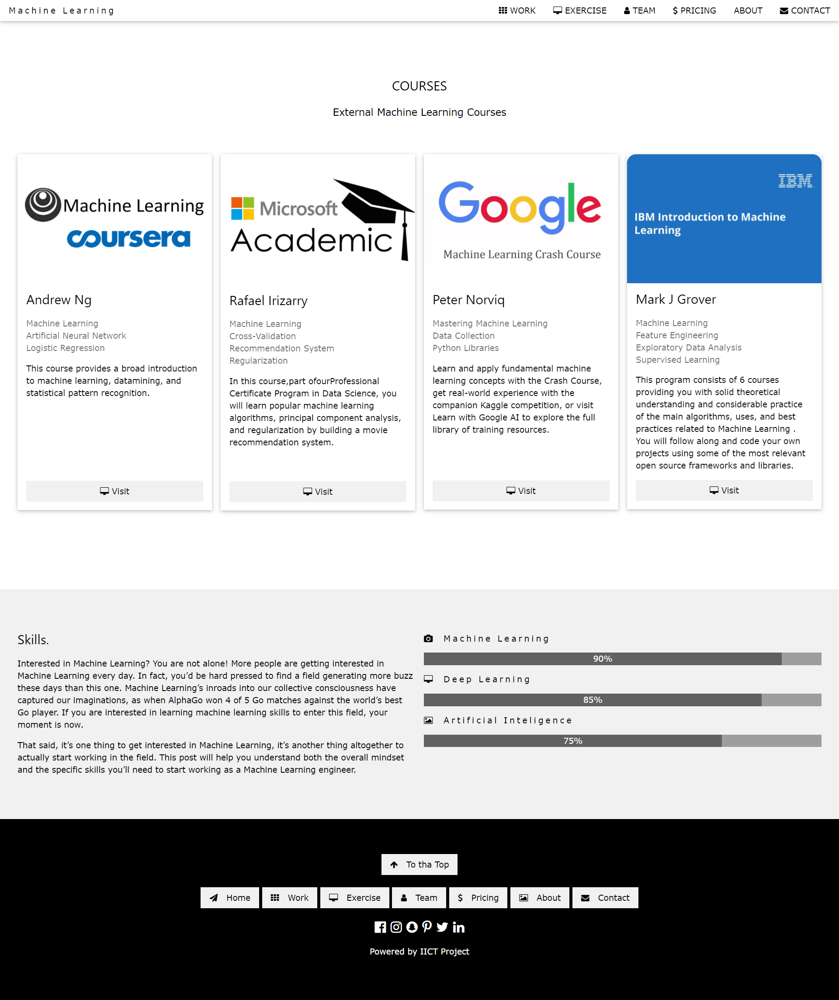 Machine Learning
WORK
EXERCISE
TEAM
$ PRICING
ABOUT
CONTACT
COURSES
External Machine Learning Courses
Machine Learning
coursera
Andrew Ng
Machine Learning
Artificial Neural Network
Logistic Regression
This course provides a broad introduction
to machine learning, datamining, and
statistical pattern recognition.
Visit
Microsoft
Academic
Rafael Irizarry
Machine Learning
Cross-Validation
Recommendation System
Regularization
In this course,part ofourProfessional
Certificate Program in Data Science, you
will learn popular machine learning
algorithms, principal component analysis,
and regularization by building a movie
recommendation system.
Visit
Google
Machine Learning Crash Course
Peter Norviq
Mastering Machine Learning
Data Collection
Python Libraries
Learn and apply fundamental machine
learning concepts with the Crash Course,
get real-world experience with the
companion Kaggle competition, or visit
Learn with Google AI to explore the full
library of training resources.
Visit
IBM
IBM Introduction to Machine
Learning
Mark J Grover
Machine Learning
Feature Engineering
Exploratory Data Analysis
Supervised Learning
This program consists of 6 courses
providing you with solid theoretical
understanding and considerable practice
of the main algorithms, uses, and best
practices related to Machine Learning .
You will follow along and code your own
projects using some of the most relevant
open source frameworks and libraries.
Visit
Skills.
Interested in Machine Learning? You are not alone! More people are getting interested in
Machine Learning every day. In fact, you’d be hard pressed to find a field generating more buzz
these days than this one. Machine Learning’s inroads into our collective consciousness have
captured our imaginations, as when AlphaGo won 4 of 5 Go matches against the world’s best
Go player. If you are interested in learning machine learning skills to enter this field, your
moment is now.
That said, it’s one thing to get interested in Machine Learning, it’s another thing altogether to
actually start working in the field. This post will help you understand both the overall mindset
and the specific skills you’ll need to start working as a Machine Learning engineer.
Machine Learning
90%
Deep Learning
85%
Artificial Inteligence
75%
To tha Top
Home
Work
Exercise
Team
$ Pricing
About
Contact
Powered by IICT Project